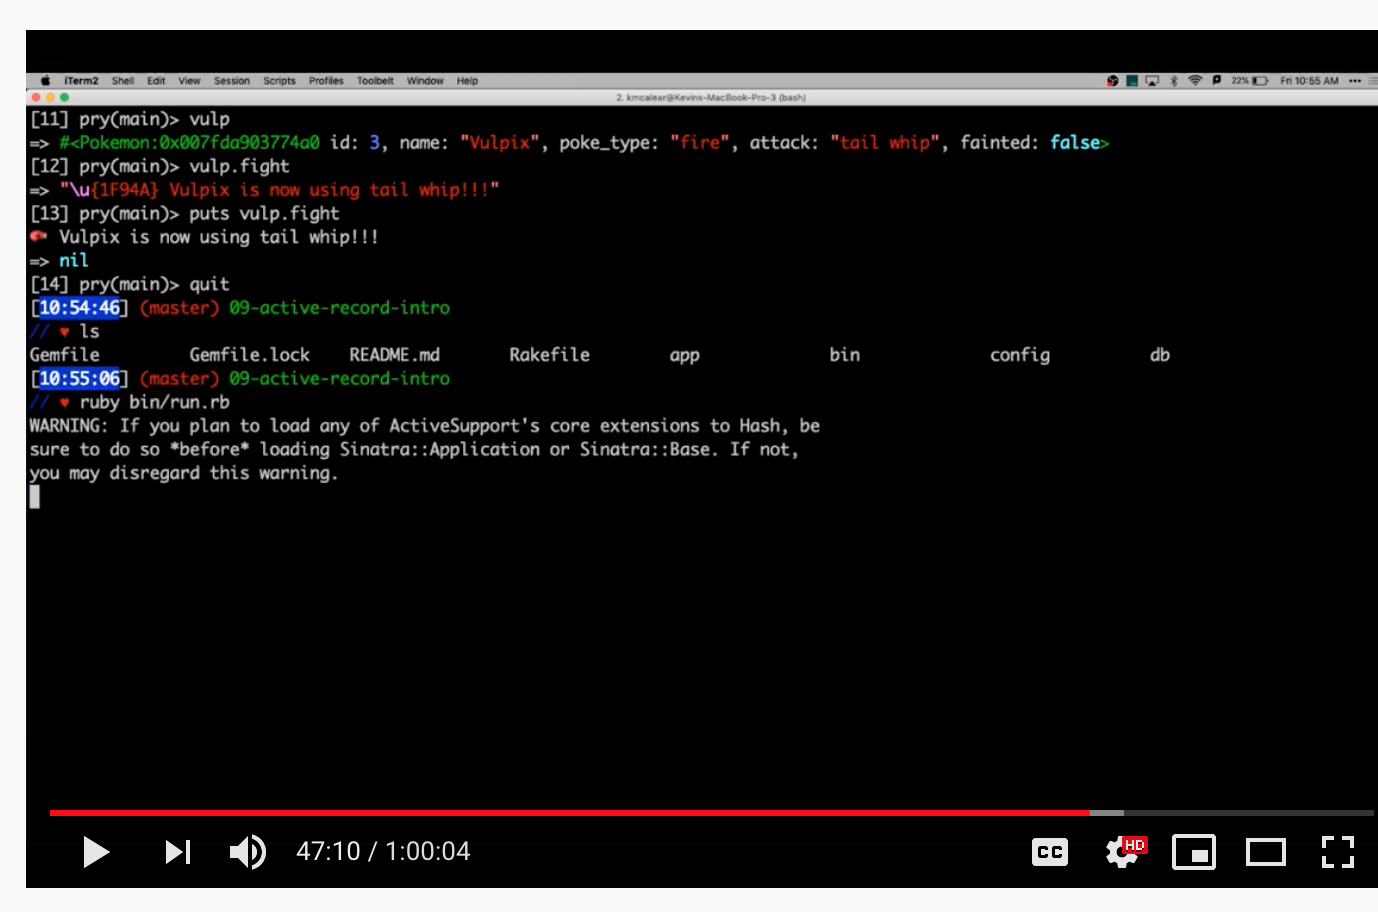 iTerm2 Shell Edit View Session Scripts Profiles Toolbelt Window Help 22% Fri 10:55 AM
2. kmcalear@Kevins-MacBook-Pro-3 (bash)
[11] pry(main)> vulp
=> #<Pokemon:0x007fda903774a0 id: 3, name: "Vulpix", poke_type: "fire", attack: "tail whip", fainted: false>
[12] pry(main)> vulp.fight
=> "\u{1F94A} Vulpix is now using tail whip!!!"
[13] pry(main)> puts vulp.fight
🥊 Vulpix is now using tail whip!!!
=> nil
[14] pry(main)> quit
[10:54:46] (master) 09-active-record-intro
// ♥ ls
Gemfile Gemfile.lock README.md Rakefile app bin config db
[10:55:06] (master) 09-active-record-intro
// ♥ ruby bin/run.rb
WARNING: If you plan to load any of ActiveSupport's core extensions to Hash, be
sure to do so *before* loading Sinatra::Application or Sinatra::Base. If not,
you may disregard this warning.
47:10 / 1:00:04 CC HD